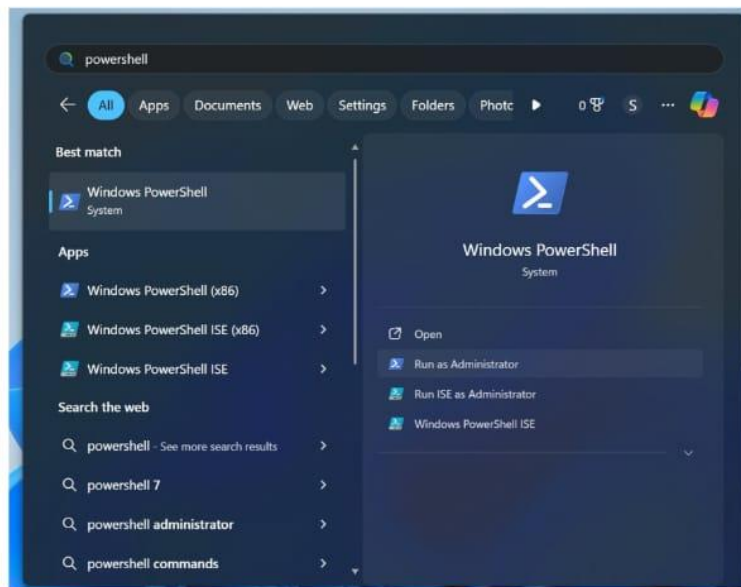 powershell
All Apps Documents Web Settings Folders Photo 0 S ...
Best match
Windows PowerShell
System
Apps
Windows PowerShell (x86)
Windows PowerShell ISE (x86)
Windows PowerShell ISE
Search the web
powershell - See more search results
powershell 7
powershell administrator
powershell commands
Windows PowerShell
System
Open
Run as Administrator
Run ISE as Administrator
Windows PowerShell ISE